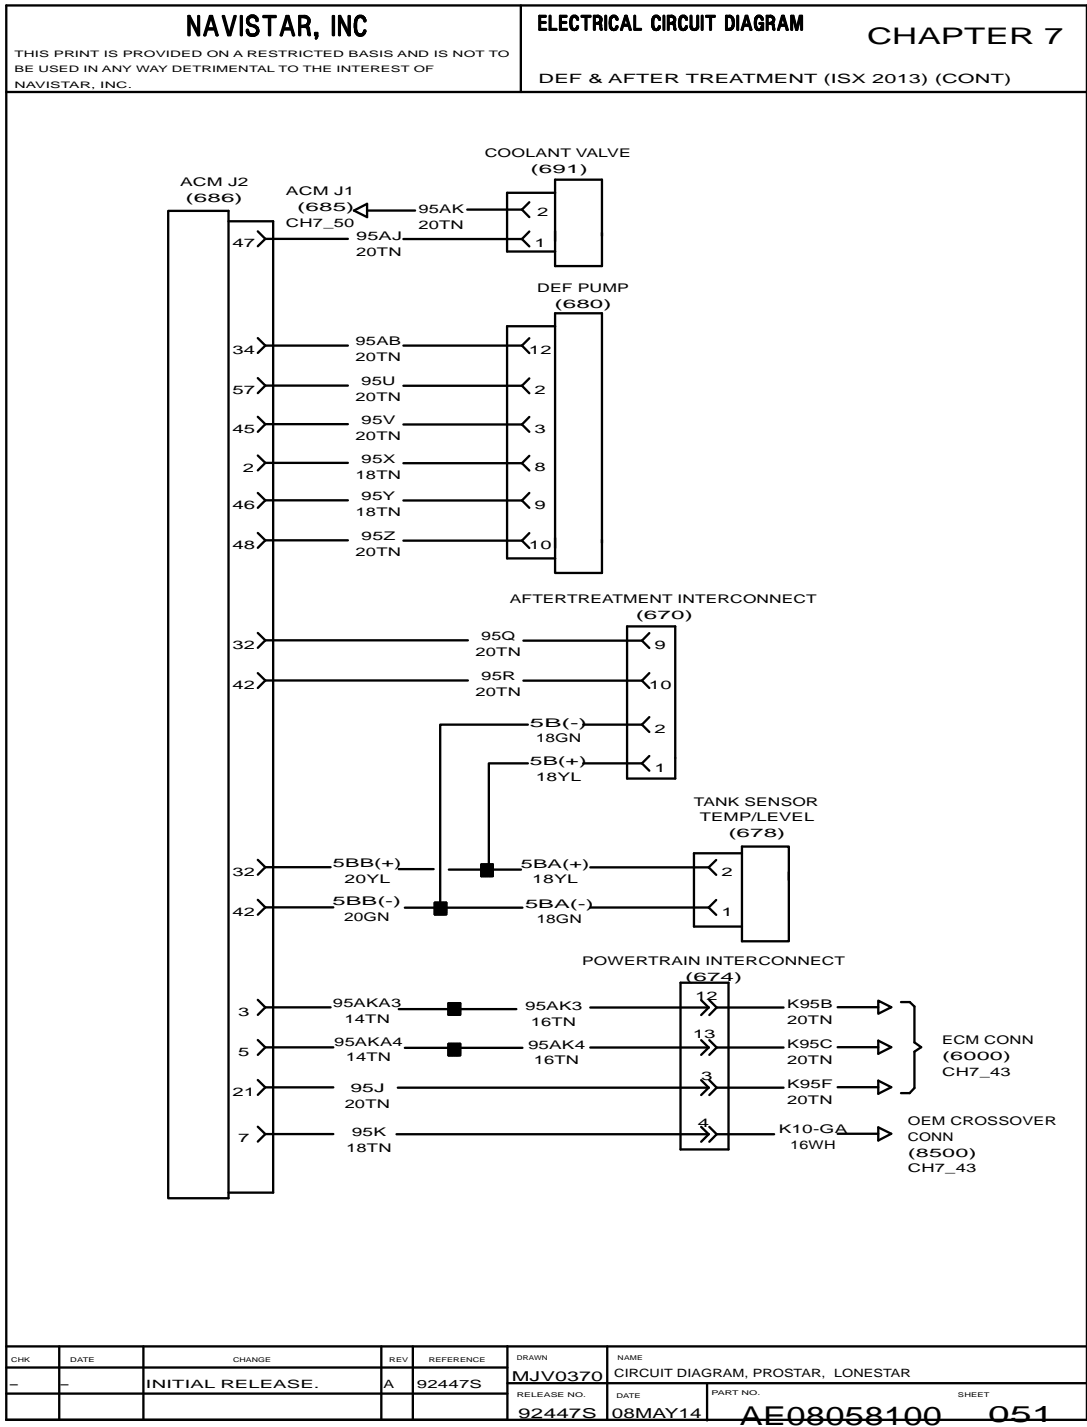 NAVISTAR, INC
THIS PRINT IS PROVIDED ON A RESTRICTED BASIS AND IS NOT TO
BE USED IN ANY WAY DETRIMENTAL TO THE INTEREST OF
NAVISTAR, INC.
ELECTRICAL CIRCUIT DIAGRAM
CHAPTER 7
DEF & AFTER TREATMENT (ISX 2013) (CONT)
COOLANT VALVE
(691)
ACM J2
(686)
ACM J1
(685)
CH7_50
95AK
20TN
2
47
95AJ
20TN
1
DEF PUMP
(680)
34
95AB
20TN
12
57
95U
20TN
2
45
95V
20TN
3
2
95X
18TN
8
46
95Y
18TN
9
48
95Z
20TN
10
AFTERTREATMENT INTERCONNECT
(670)
32
95Q
20TN
9
42
95R
20TN
10
5B(-)
18GN
2
5B(+)
18YL
1
TANK SENSOR
TEMP/LEVEL
(678)
32
5BB(+)
20YL
5BA(+)
18YL
2
42
5BB(-)
20GN
5BA(-)
18GN
1
POWERTRAIN INTERCONNECT
(674)
3
95AKA3
14TN
95AK3
16TN
12
K95B
20TN
5
95AKA4
14TN
95AK4
16TN
13
K95C
20TN
ECM CONN
(6000)
CH7_43
21
95J
20TN
3
K95F
20TN
7
95K
18TN
4
K10-GA
16WH
OEM CROSSOVER
CONN
(8500)
CH7_43
CHK DATE CHANGE REV REFERENCE
- - INITIAL RELEASE. A 92447S
DRAWN
MJV0370
NAME
CIRCUIT DIAGRAM, PROSTAR, LONESTAR
RELEASE NO.
92447S
DATE
08MAY14
PART NO.
AE08058100
SHEET
051